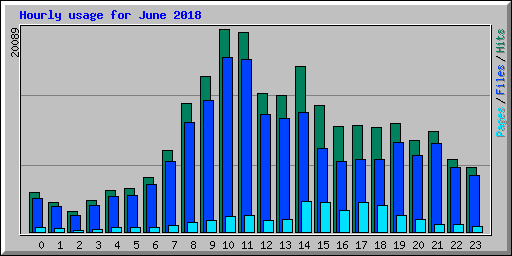 Hourly usage for June 2018
20089
Pages / Files / Hits
0 1 2 3 4 5 6 7 8 9 10 11 12 13 14 15 16 17 18 19 20 21 22 23